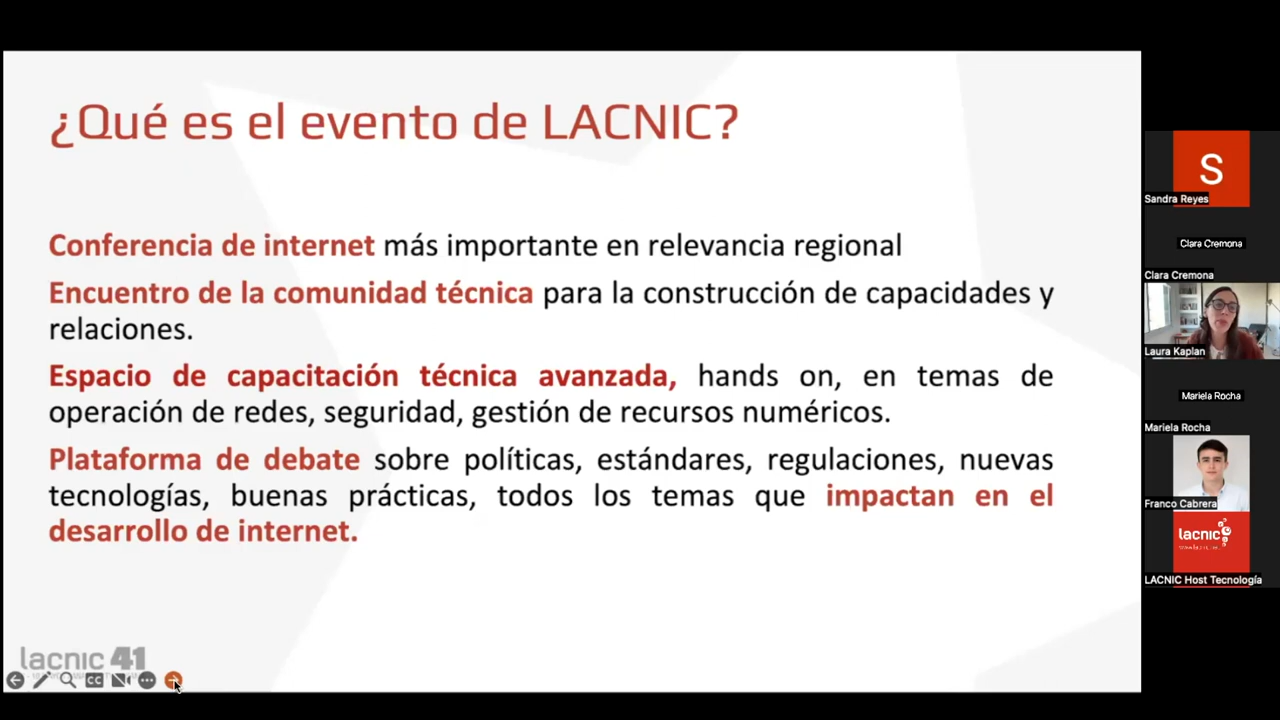 ¿Qué es el evento de LACNIC?
Conferencia de internet más importante en relevancia regional
Encuentro de la comunidad técnica para la construcción de capacidades y
relaciones.
Espacio de capacitación técnica avanzada, hands on, en temas de
operación de redes, seguridad, gestión de recursos numéricos.
Plataforma de debate sobre políticas, estándares, regulaciones, nuevas
tecnologías, buenas prácticas, todos los temas que impactan en el
desarrollo de internet.
lacnic 41
CC
S
Sandra Reyes
Clara Cremona
Clara Cremona
Laura Kaplan
Mariela Rocha
Mariela Rocha
Franco Cabrera
lacnic
LACNIC Host Tecnología